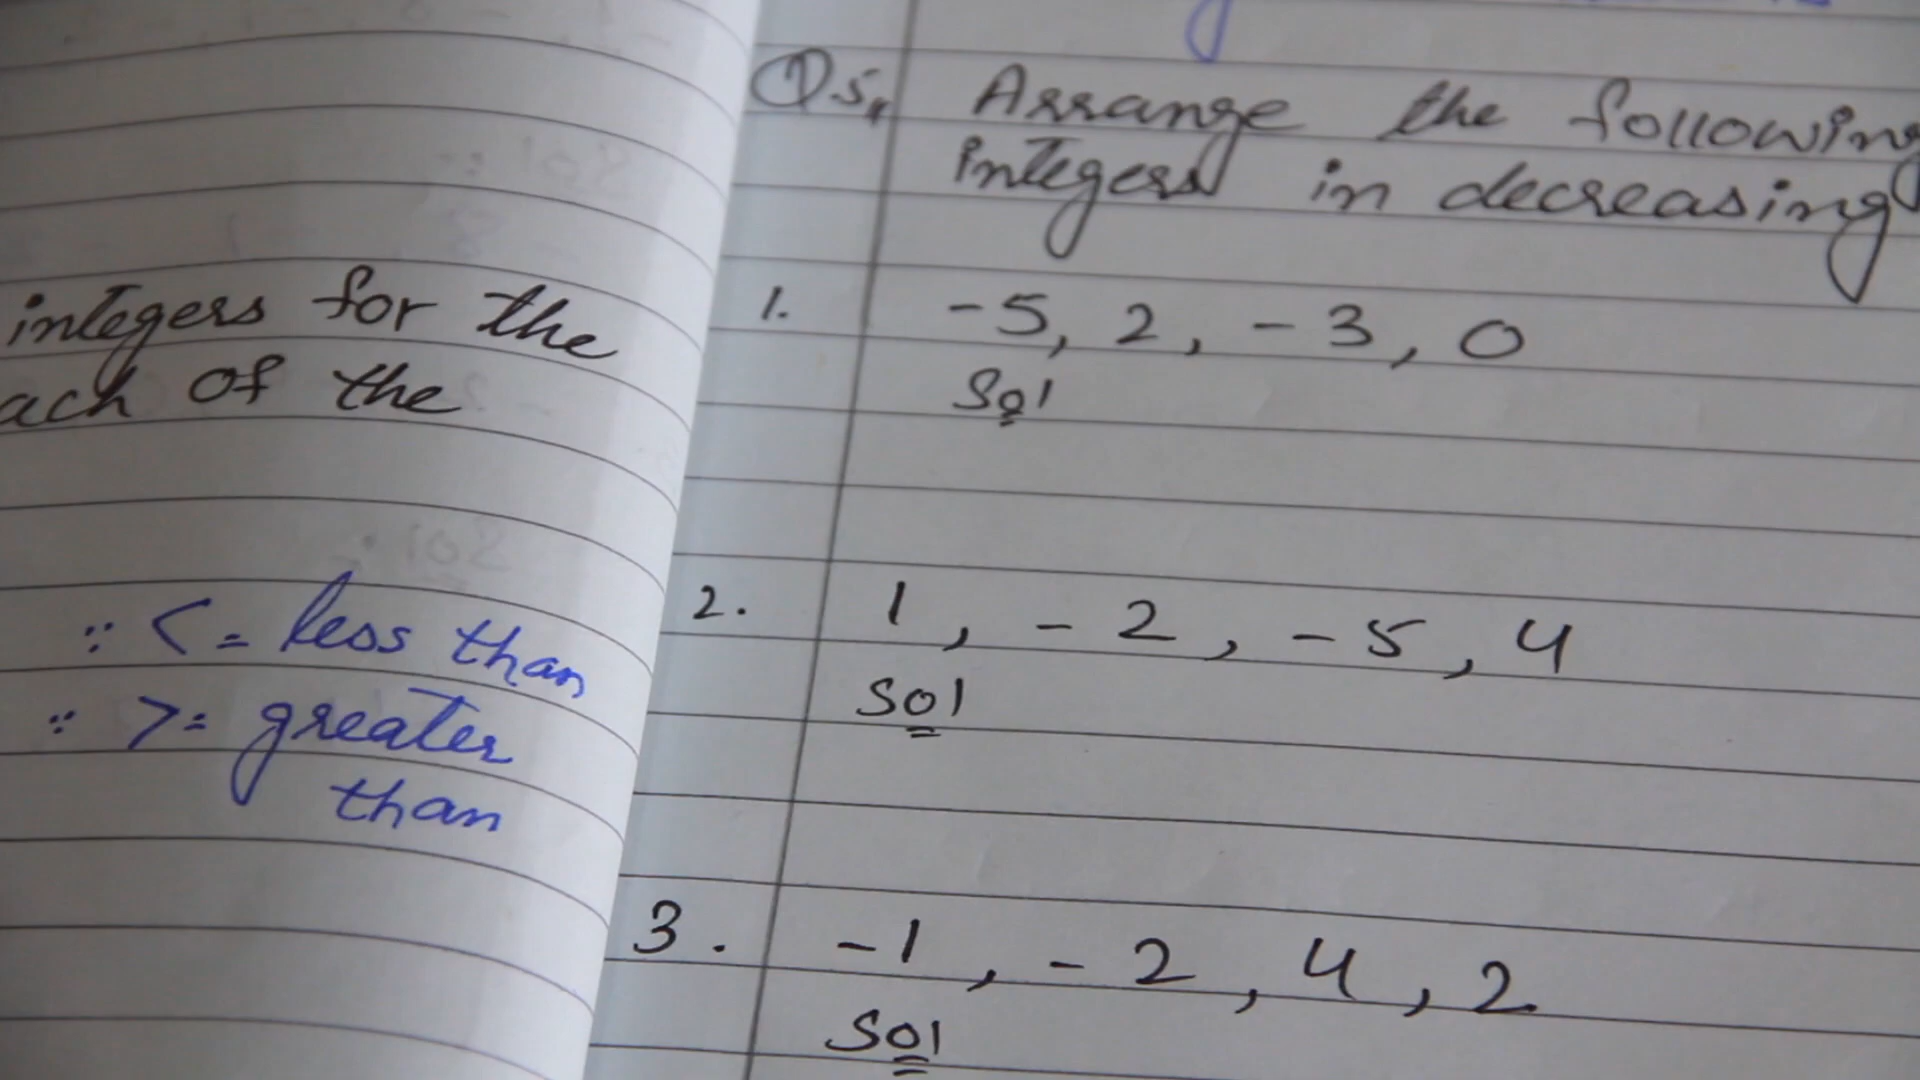 integers for the
ach of the
∵ < = less than
∵ > = greater
than
Q5, Arrange the following
integers in decreasing
1. -5, 2, -3, 0
Sol
2. 1, -2, -5, 4
Sol
3. -1, -2, 4, 2
Sol